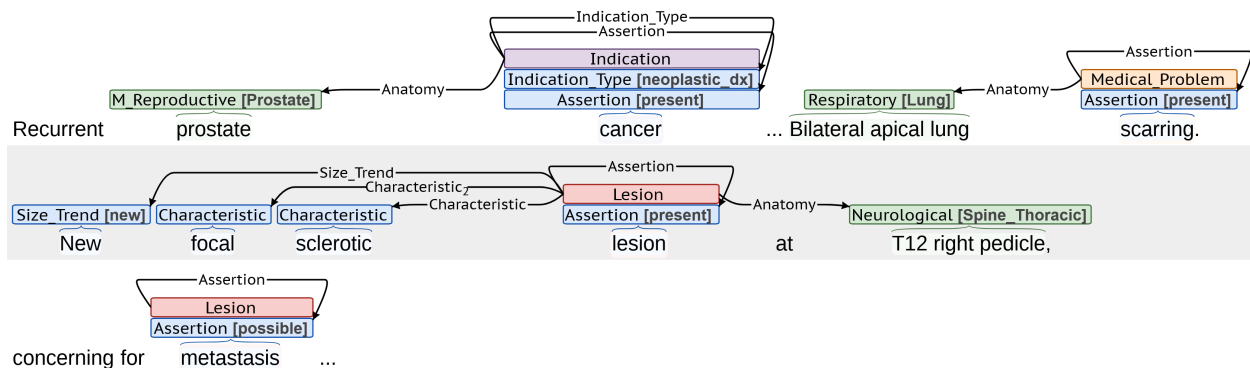 Indication_Type
Assertion
Assertion
Indication
Indication_Type [neoplastic_dx]
Medical_Problem
M_Reproductive [Prostate] Anatomy Assertion [present] Respiratory [Lung] Anatomy Assertion [present]
Recurrent prostate cancer ... Bilateral apical lung scarring.
Assertion
Size_Trend
Characteristic2
Lesion
Characteristic Anatomy
Size_Trend [new] Characteristic Characteristic Assertion [present] Neurological [Spine_Thoracic]
New focal sclerotic lesion at T12 right pedicle,
Assertion
Lesion
Assertion [possible]
concerning for metastasis ...